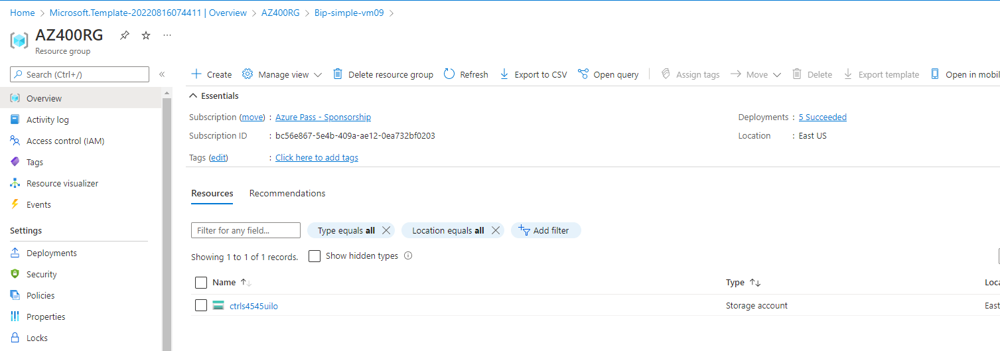 Home > Microsoft.Template-20220816074411 | Overview > AZ400RG > Bip-simple-vm09 >
AZ400RG ...
Resource group
Search (Ctrl+/) «
Create Manage view Delete resource group Refresh Export to CSV Open query Assign tags Move Delete Export template Open in mobil
Overview
Activity log
Access control (IAM)
Tags
Resource visualizer
Events
Settings
Deployments
Security
Policies
Properties
Locks
Essentials
Subscription (move) : Azure Pass - Sponsorship
Deployments : 5 Succeeded
Subscription ID : bc56e867-5e4b-409a-ae12-0ea732bf0203
Location : East US
Tags (edit) : Click here to add tags
Resources Recommendations
Filter for any field... Type equals all Location equals all Add filter
Showing 1 to 1 of 1 records. Show hidden types
Name Type Loca
ctrls4545uilo Storage account East